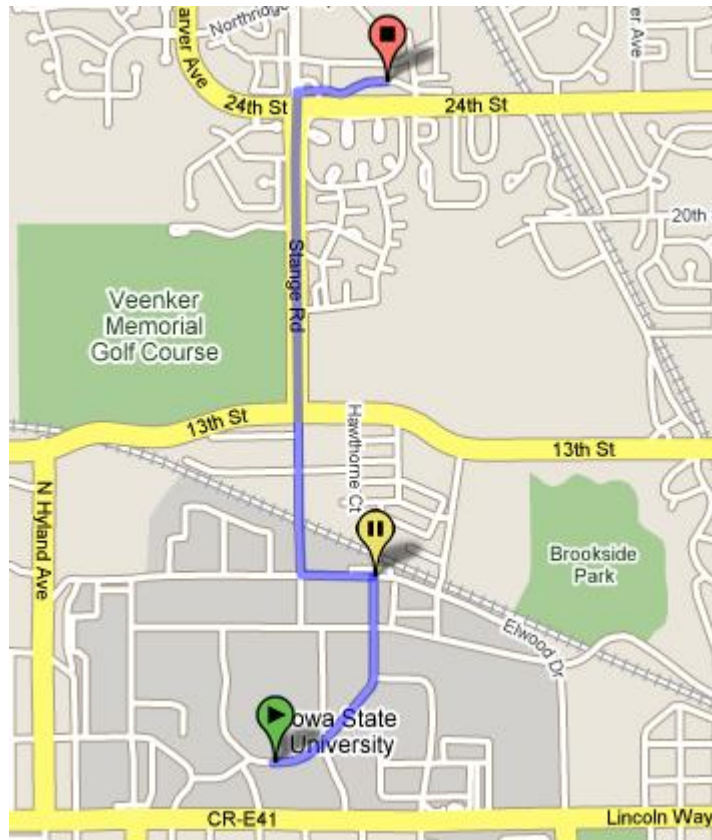 Northridge
arver Ave
ver Ave
24th St
24th St
20th
Stange Rd
Veenker
Memorial
Golf Course
13th St
Hawthorne Ct
13th St
N Hyland Ave
Brookside
Park
Elwood Dr
owa State
University
CR-E41
Lincoln Way